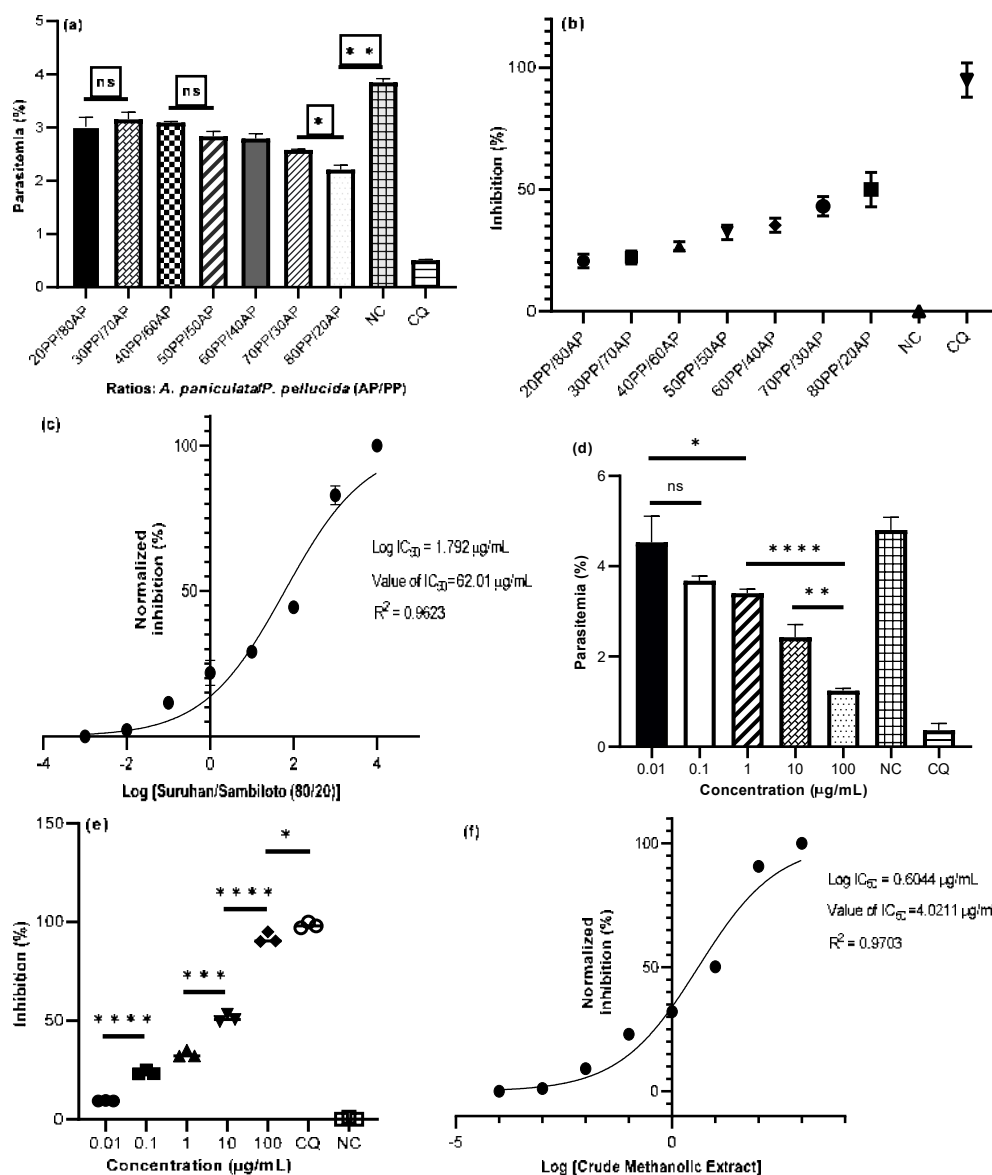 (a)
5
4
3
2
1
0
Parasitemia (%)
ns
ns
*
**
20PP/80AP
30PP/70AP
40PP/60AP
50PP/50AP
60PP/40AP
70PP/30AP
80PP/20AP
NC
CQ
Ratios: A. paniculata/P. pellucida (AP/PP)
(b)
100
50
0
Inhibition (%)
20PP/80AP
30PP/70AP
40PP/60AP
50PP/50AP
60PP/40AP
70PP/30AP
80PP/20AP
NC
CQ
(c)
100
50
Normalized
inhibition (%)
Log IC50 = 1.792 µg/mL
Value of IC50=62.01 µg/mL
R2 = 0.9623
-4 -2 0 2 4
Log [Suruhan/Sambiloto (80/20)]
(d)
6
4
2
0
Parasitemia (%)
*
ns
****
**
0.01 0.1 1 10 100 NC CQ
Concentration (µg/mL)
(e)
150
100
50
0
Inhibition (%)
****
***
****
*
0.01 0.1 1 10 100 CQ NC
Concentration (µg/mL)
(f)
100
50
0
Normalized
inhibition (%)
Log IC50 = 0.6044 µg/mL
Value of IC50=4.0211 µg/ml
R2 = 0.9703
-5 0
Log [Crude Methanolic Extract]